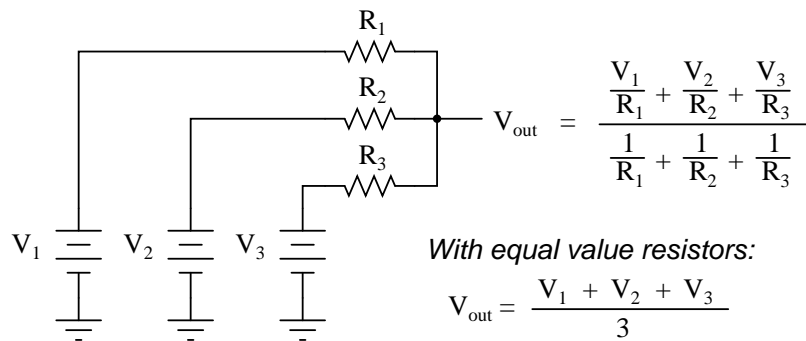 R1
R2
R3
V1
V2
V3
Vout = V1/R1 + V2/R2 + V3/R3
1/R1 + 1/R2 + 1/R3
With equal value resistors:
Vout = V1 + V2 + V3
3